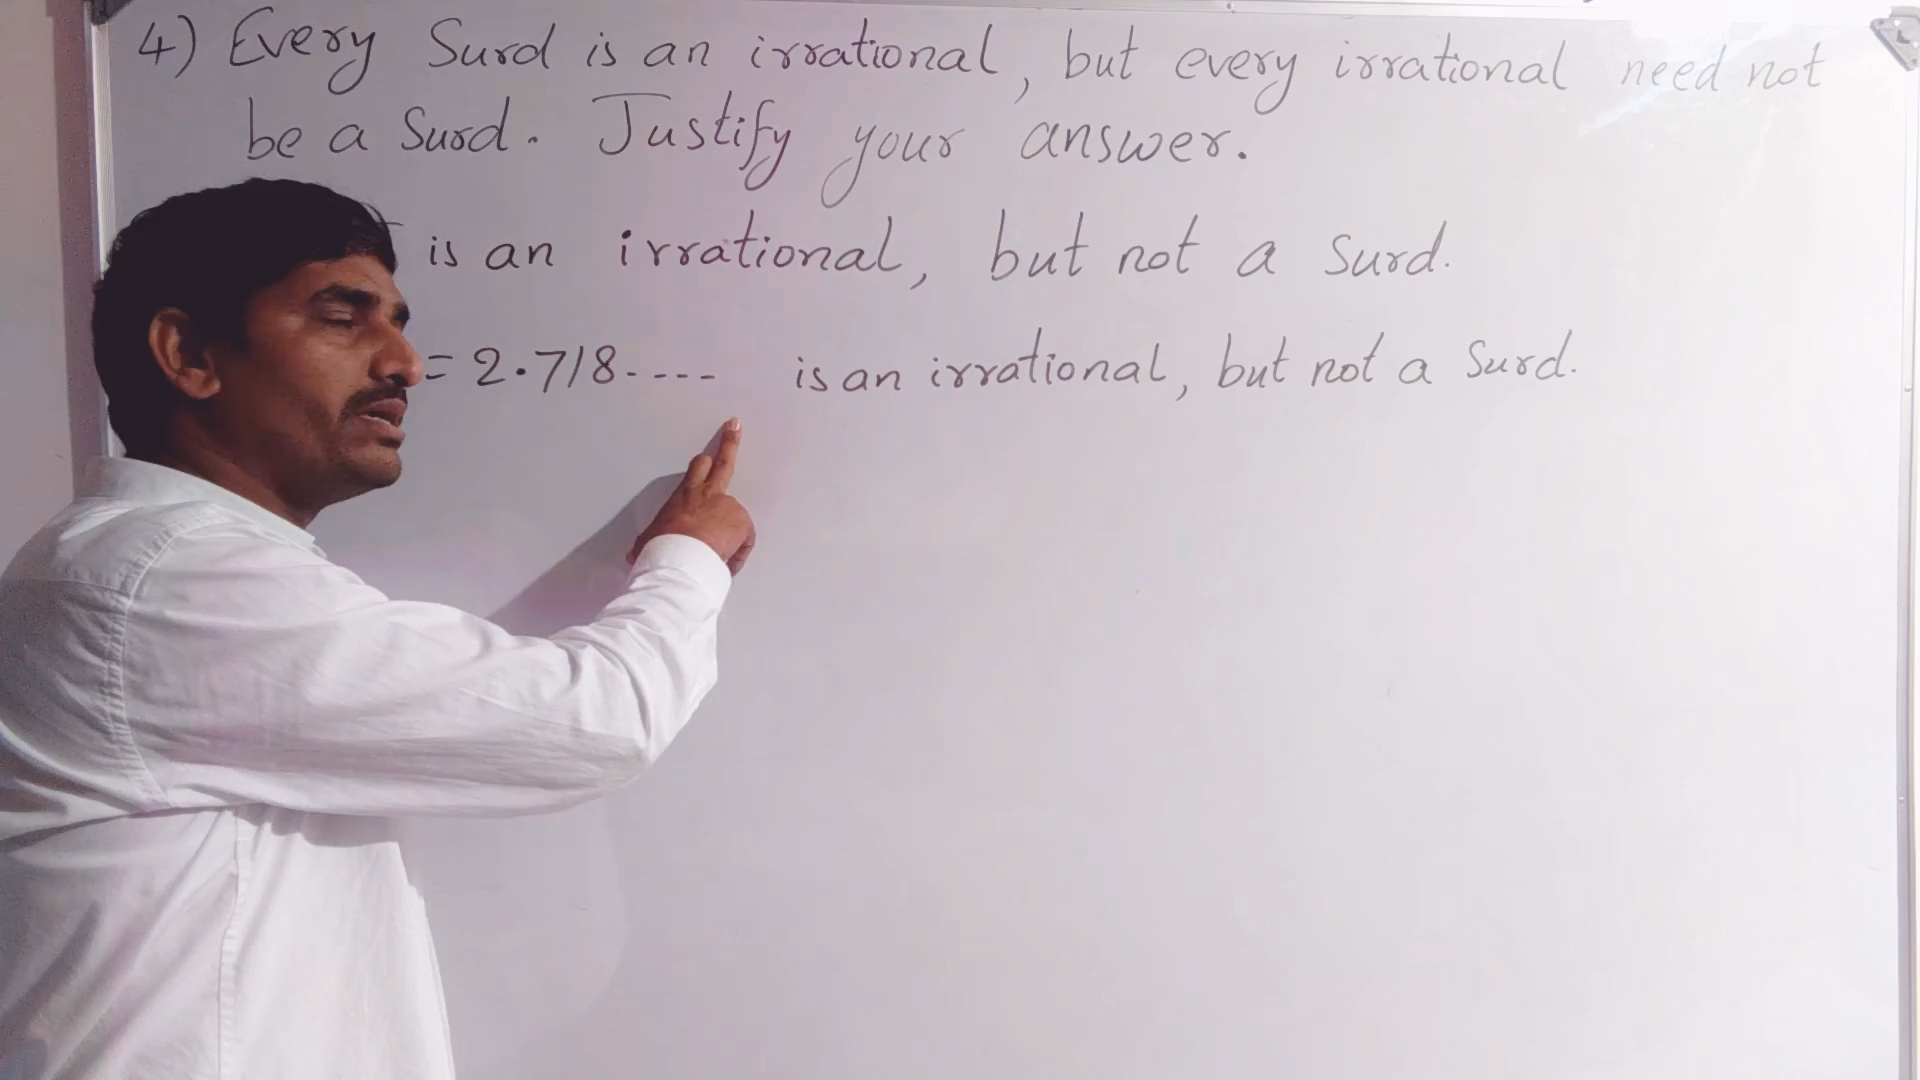 4) Every Surd is an irrational, but every irrational need not
be a Surd. Justify your answer.
is an irrational, but not a Surd.
= 2.718---- is an irrational, but not a Surd.